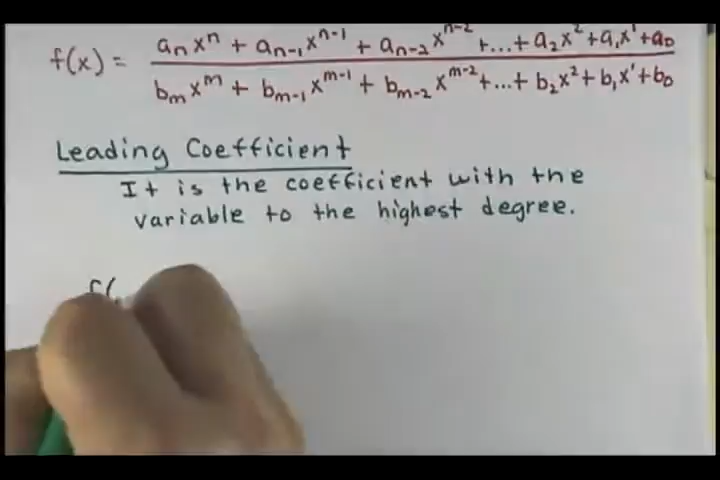 f(x) = (aₙxⁿ + aₙ₋₁xⁿ⁻¹ + aₙ₋₂xⁿ⁻² +...+ a₂x² + a₁x¹ + a₀) / (bₘxᵐ + bₘ₋₁xᵐ⁻¹ + bₘ₋₂xᵐ⁻² +...+ b₂x² + b₁x¹ + b₀)
Leading Coefficient
It is the coefficient with the
variable to the highest degree.
f(